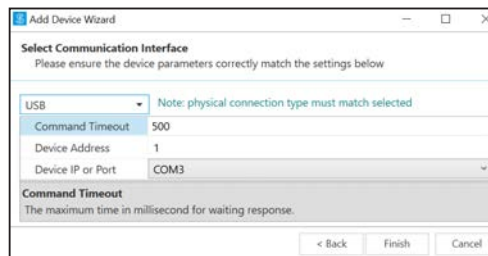 Add Device Wizard
Select Communication Interface
Please ensure the device parameters correctly match the settings below
USB
Note: physical connection type must match selected
Command Timeout 500
Device Address 1
Device IP or Port COM3
Command Timeout
The maximum time in millisecond for waiting response.
< Back Finish Cancel